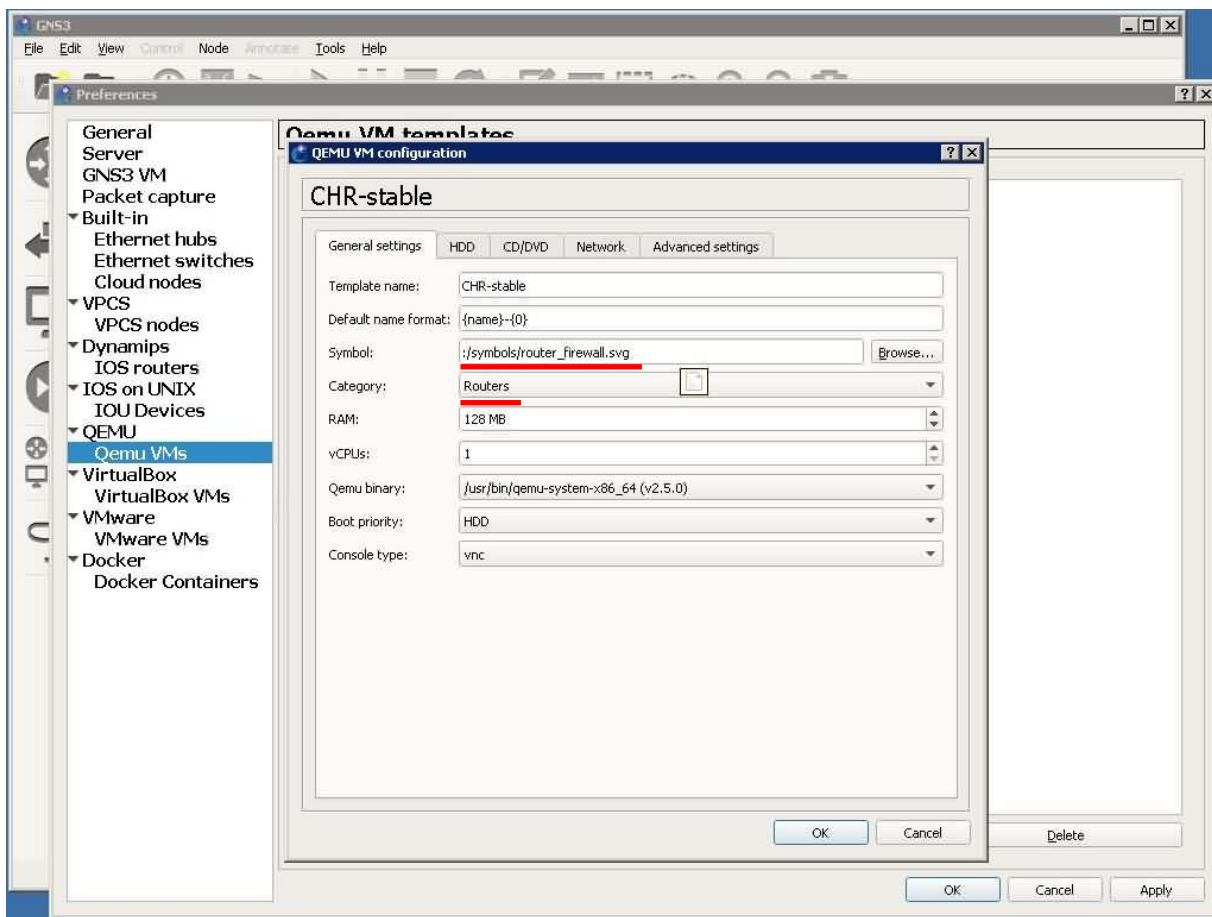 GNS3
File Edit View Control Node Annotate Tools Help
Preferences
General
Server
GNS3 VM
Packet capture
Built-in
Ethernet hubs
Ethernet switches
Cloud nodes
VPCS
VPCS nodes
Dynamips
IOS routers
IOS on UNIX
IOU Devices
QEMU
Qemu VMs
VirtualBox
VirtualBox VMs
VMware
VMware VMs
Docker
Docker Containers
Qemu VM templates
QEMU VM configuration
CHR-stable
General settings HDD CD/DVD Network Advanced settings
Template name: CHR-stable
Default name format: {name}-{0}
Symbol: :/symbols/router_firewall.svg Browse...
Category: Routers
RAM: 128 MB
vCPUs: 1
Qemu binary: /usr/bin/qemu-system-x86_64 (v2.5.0)
Boot priority: HDD
Console type: vnc
OK Cancel
Delete
OK Cancel Apply